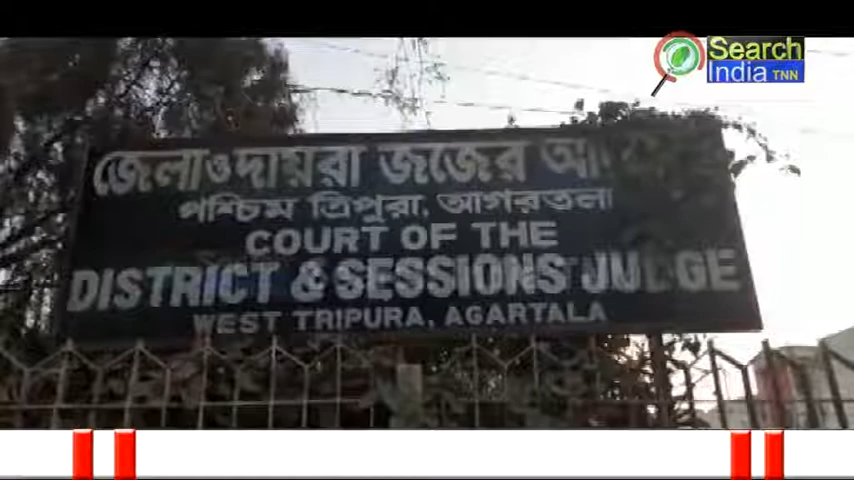 Search
India TNN
জেলা ও দায়রা জজের
পশ্চিম ত্রিপুরা, আগরতলা
COURT OF THE
DISTRICT & SESSIONS JUDGE
WEST TRIPURA, AGARTALA